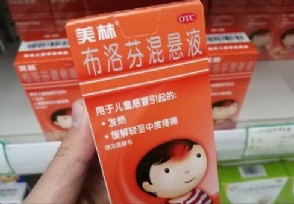 美林
OTC
布洛芬混悬液
用于儿童感冒引起的:
• 发热
• 缓解轻至中度疼痛